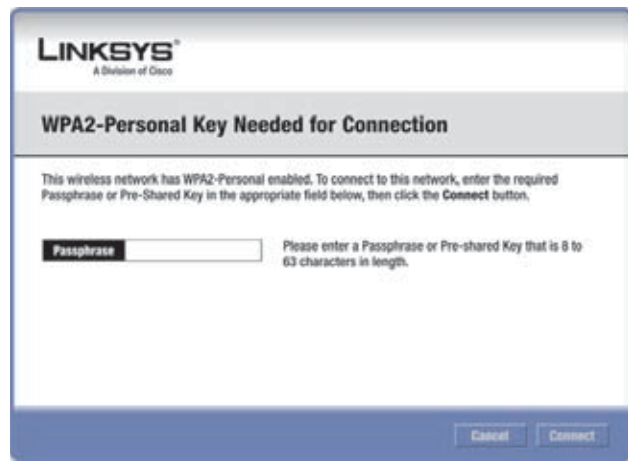 LINKSYS®
A Division of Cisco
WPA2-Personal Key Needed for Connection
This wireless network has WPA2-Personal enabled. To connect to this network, enter the required
Passphrase or Pre-Shared Key in the appropriate field below, then click the Connect button.
Passphrase
Please enter a Passphrase or Pre-shared Key that is 8 to
63 characters in length.
Cancel
Connect